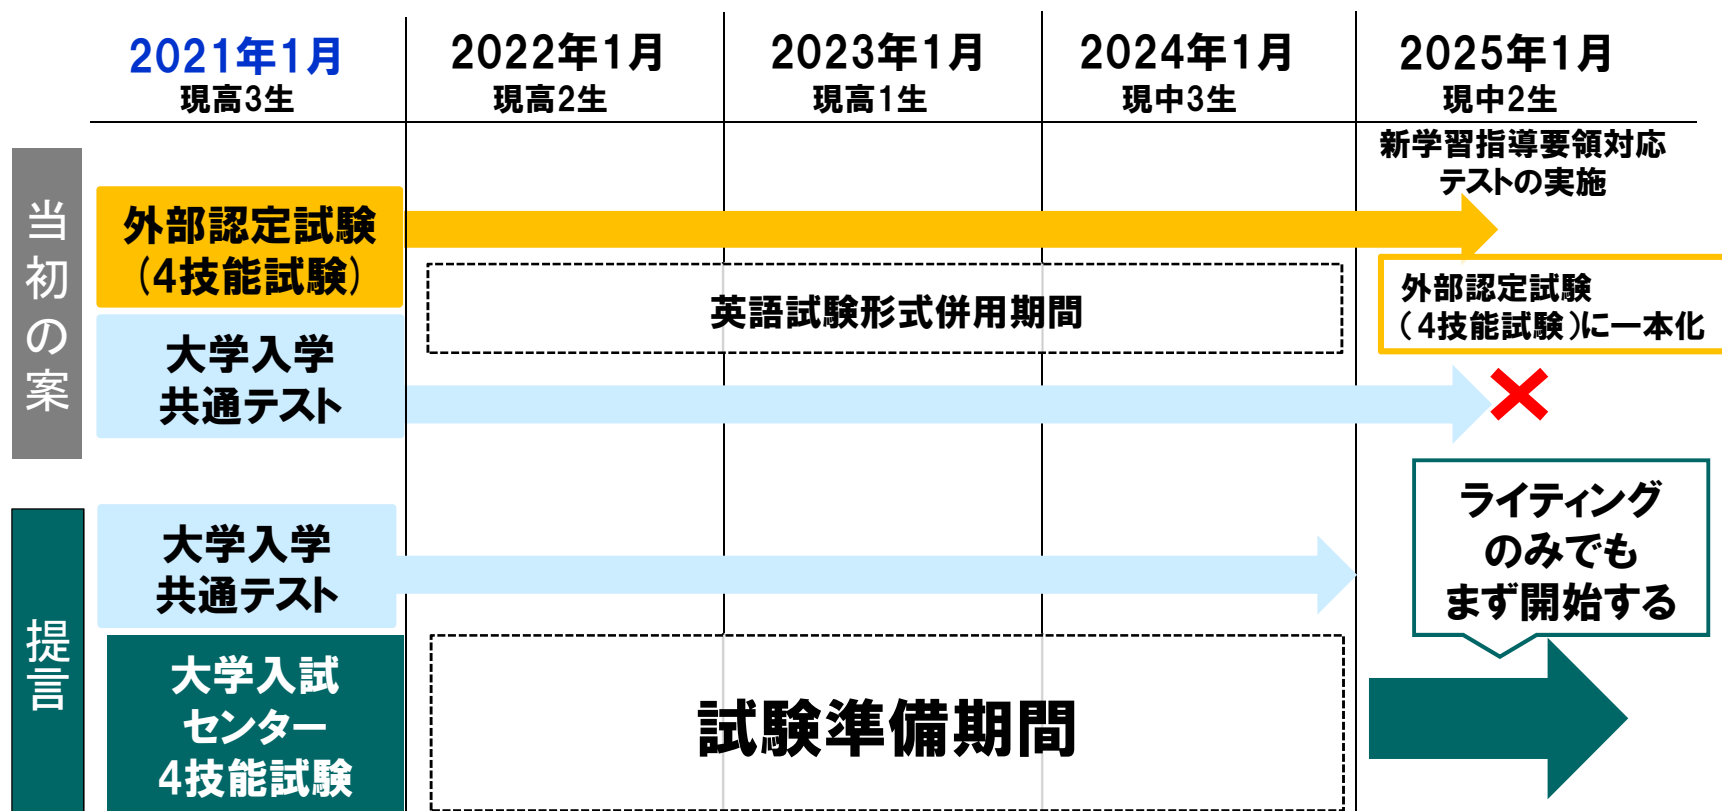 2021年1月
現高3生
2022年1月
現高2生
2023年1月
現高1生
2024年1月
現中3生
2025年1月
現中2生
新学習指導要領対応
テストの実施
当初の案
外部認定試験
(4技能試験)
英語試験形式併用期間
外部認定試験
(4技能試験)に一本化
大学入学
共通テスト
提言
大学入学
共通テスト
ライティング
のみでも
まず開始する
大学入試
センター
4技能試験
試験準備期間